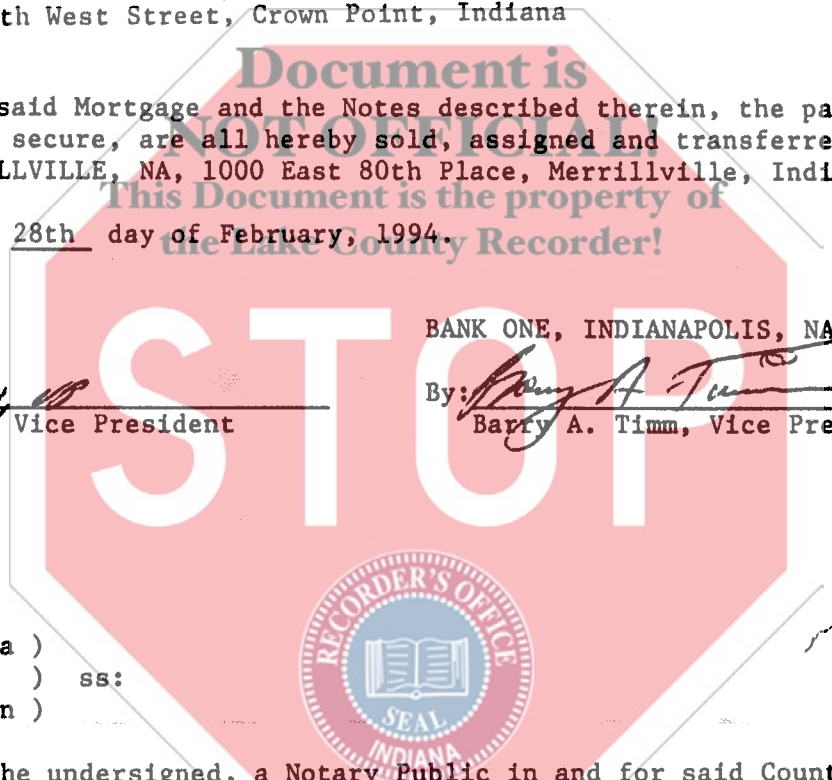 th West Street, Crown Point, Indiana
Document is
said Mortgage and the Notes described therein, the pa
NOT OFFICIAL!
secure, are all hereby sold, assigned and transferre
LLVILLE, NA, 1000 East 80th Place, Merrillville, Indi
This Document is the property of
28th day of February, 1994.
the Lake County Recorder!
STOP
BANK ONE, INDIANAPOLIS, NA
By: Barry A Timm
Vice President
Barry A. Timm, Vice Pre
RECORDER'S OFFICE
SEAL
INDIANA
a )
) ss:
n )
he undersigned, a Notary Public in and for said Count